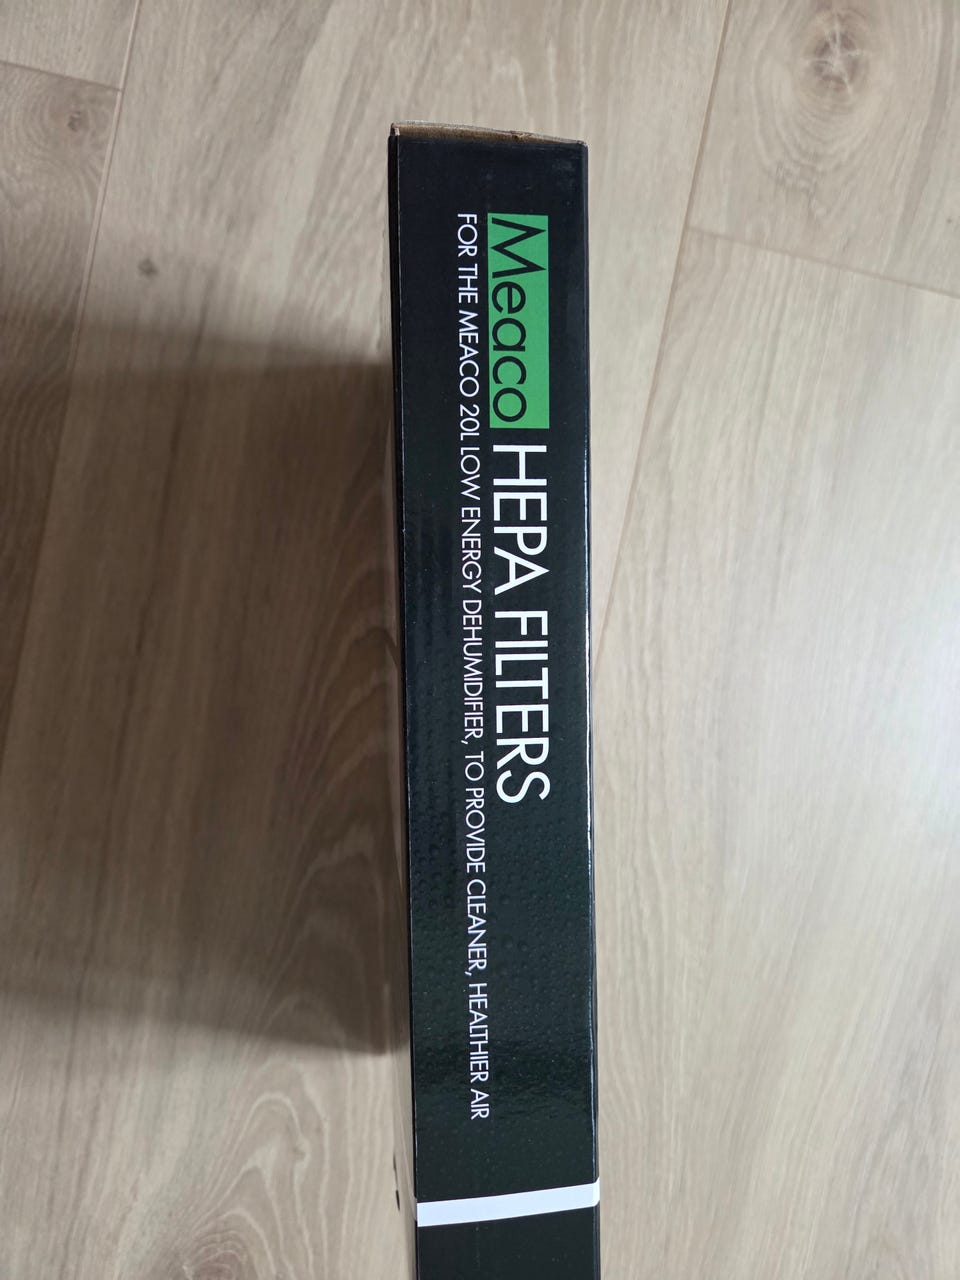 Meaco HEPA FILTERS
FOR THE MEACO 20L LOW ENERGY DEHUMIDIFIER, TO PROVIDE CLEANER, HEALTHIER AIR